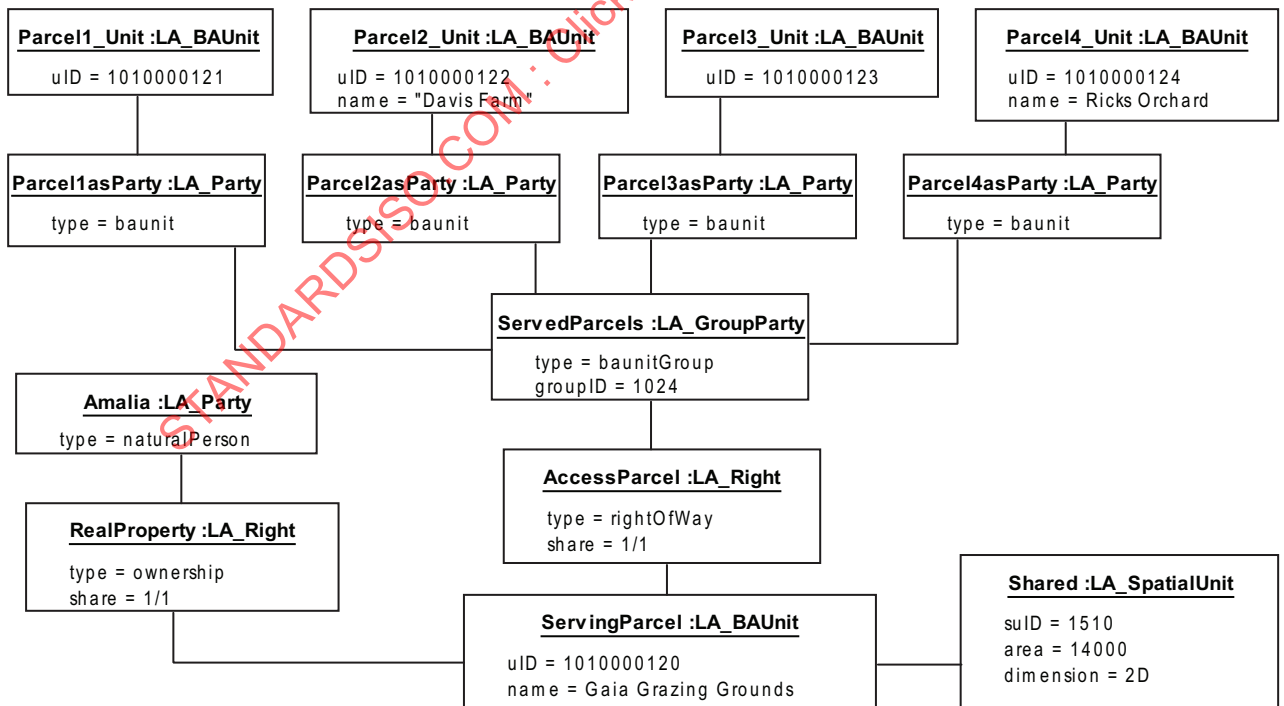 Parcel1_Unit :LA_BAUnit
uID = 1010000121
Parcel2_Unit :LA_BAUnit
uID = 1010000122
name = "Davis Farm"
Parcel3_Unit :LA_BAUnit
uID = 1010000123
Parcel4_Unit :LA_BAUnit
uID = 1010000124
name = Ricks Orchard
Parcel1asParty :LA_Party
type = baunit
Parcel2asParty :LA_Party
type = baunit
Parcel3asParty :LA_Party
type = baunit
Parcel4asParty :LA_Party
type = baunit
ServedParcels :LA_GroupParty
type = baunitGroup
groupID = 1024
Amalia :LA_Party
type = naturalPerson
AccessParcel :LA_Right
type = rightOfWay
share = 1/1
RealProperty :LA_Right
type = ownership
share = 1/1
ServingParcel :LA_BAUnit
uID = 1010000120
name = Gaia Grazing Grounds
Shared :LA_SpatialUnit
suID = 1510
area = 14000
dimension = 2D
STANDARDSISO.COM :